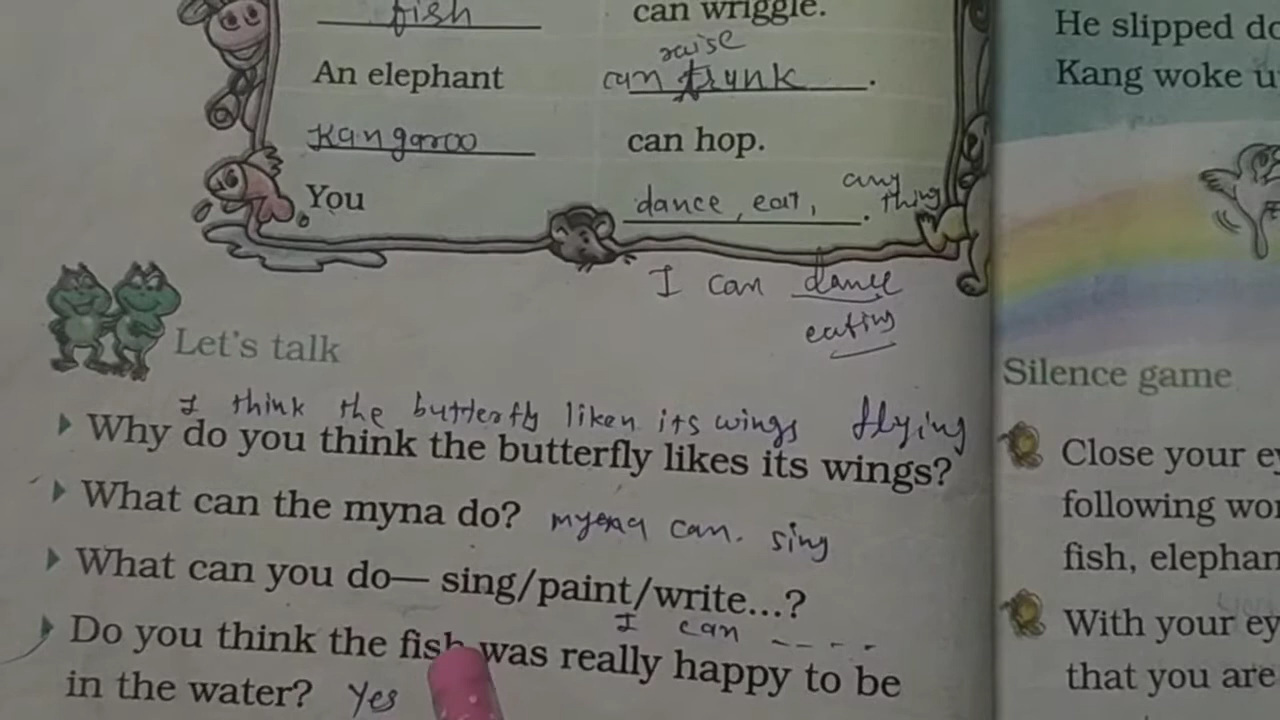 fish can wriggle.
raise
An elephant can trunk .
Kangaroo can hop.
You dance, eat, any thing .
I can dance
eating
Let's talk
I think the butterfly liken its wings flying
Why do you think the butterfly likes its wings?
What can the myna do? myena can. sing
What can you do— sing/paint/write...?
I can - - - -
Do you think the fish was really happy to be
in the water? Yes
He slipped do
Kang woke u
Silence game
Close your ey
following wor
fish, elephan
With your ey
that you are